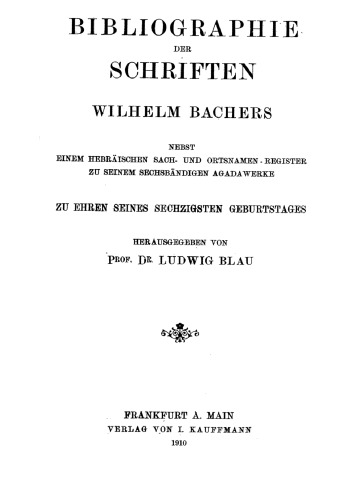 BIBLIOGRAPHIE
DER
SCHRIFTEN
WILHELM BACHERS
NEBST
EINEM HEBRÄISCHEN SACH- UND ORTSNAMEN-REGISTER
ZU SEINEM SECHSBÄNDIGEN AGADAWERKE
ZU EHREN SEINES SECHZIGSTEN GEBURTSTAGES
HERAUSGEGEBEN VON
PROF. DR. LUDWIG BLAU
FRANKFURT A. MAIN
VERLAG VON I. KAUFFMANN
1910